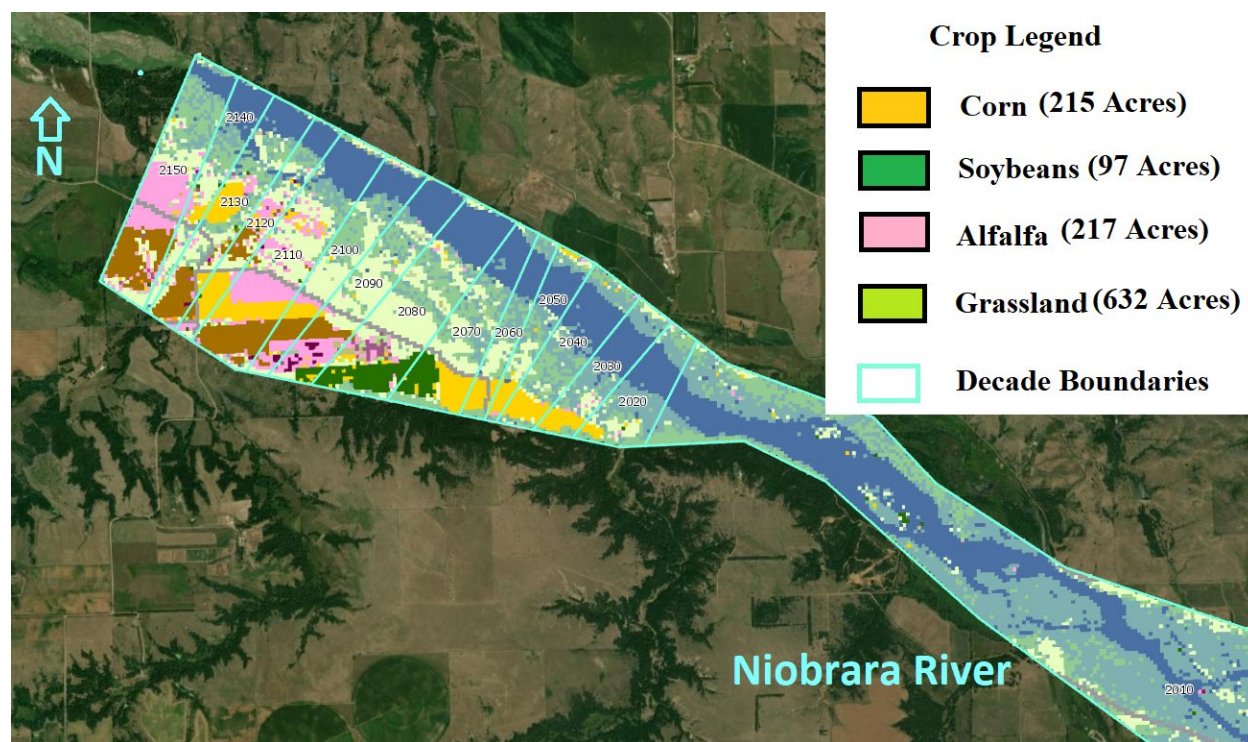 Crop Legend
Corn (215 Acres)
Soybeans (97 Acres)
Alfalfa (217 Acres)
Grassland (632 Acres)
Decade Boundaries
N
2140
2150
2130
2120
2110
2100
2090
2080
2070
2060
2050
2040
2030
2020
2010
Niobrara River